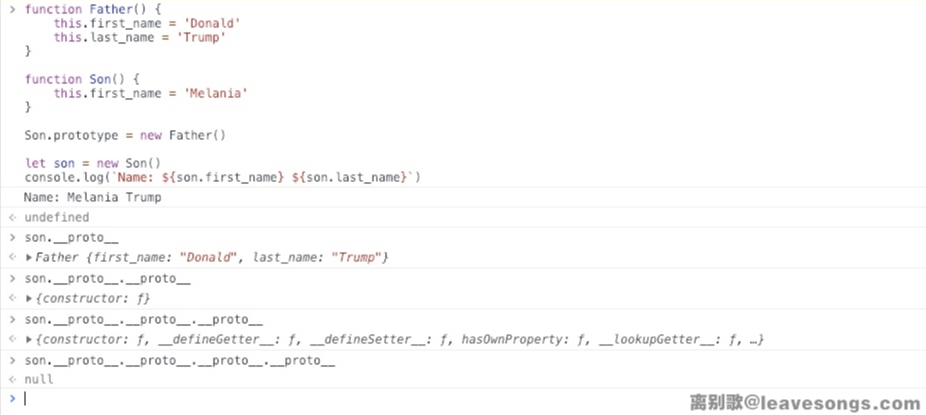 > function Father() {
this.first_name = 'Donald'
this.last_name = 'Trump'
}
function Son() {
this.first_name = 'Melania'
}
Son.prototype = new Father()
let son = new Son()
console.log(`Name: ${son.first_name} ${son.last_name}`)
Name: Melania Trump
undefined
> son.__proto__
Father {first_name: "Donald", last_name: "Trump"}
> son.__proto__.__proto__
{constructor: ƒ}
> son.__proto__.__proto__.__proto__
{constructor: ƒ, __defineGetter__: ƒ, __defineSetter__: ƒ, hasOwnProperty: ƒ, __lookupGetter__: ƒ, …}
> son.__proto__.__proto__.__proto__.__proto__
null
>
离别歌@leavesongs.com